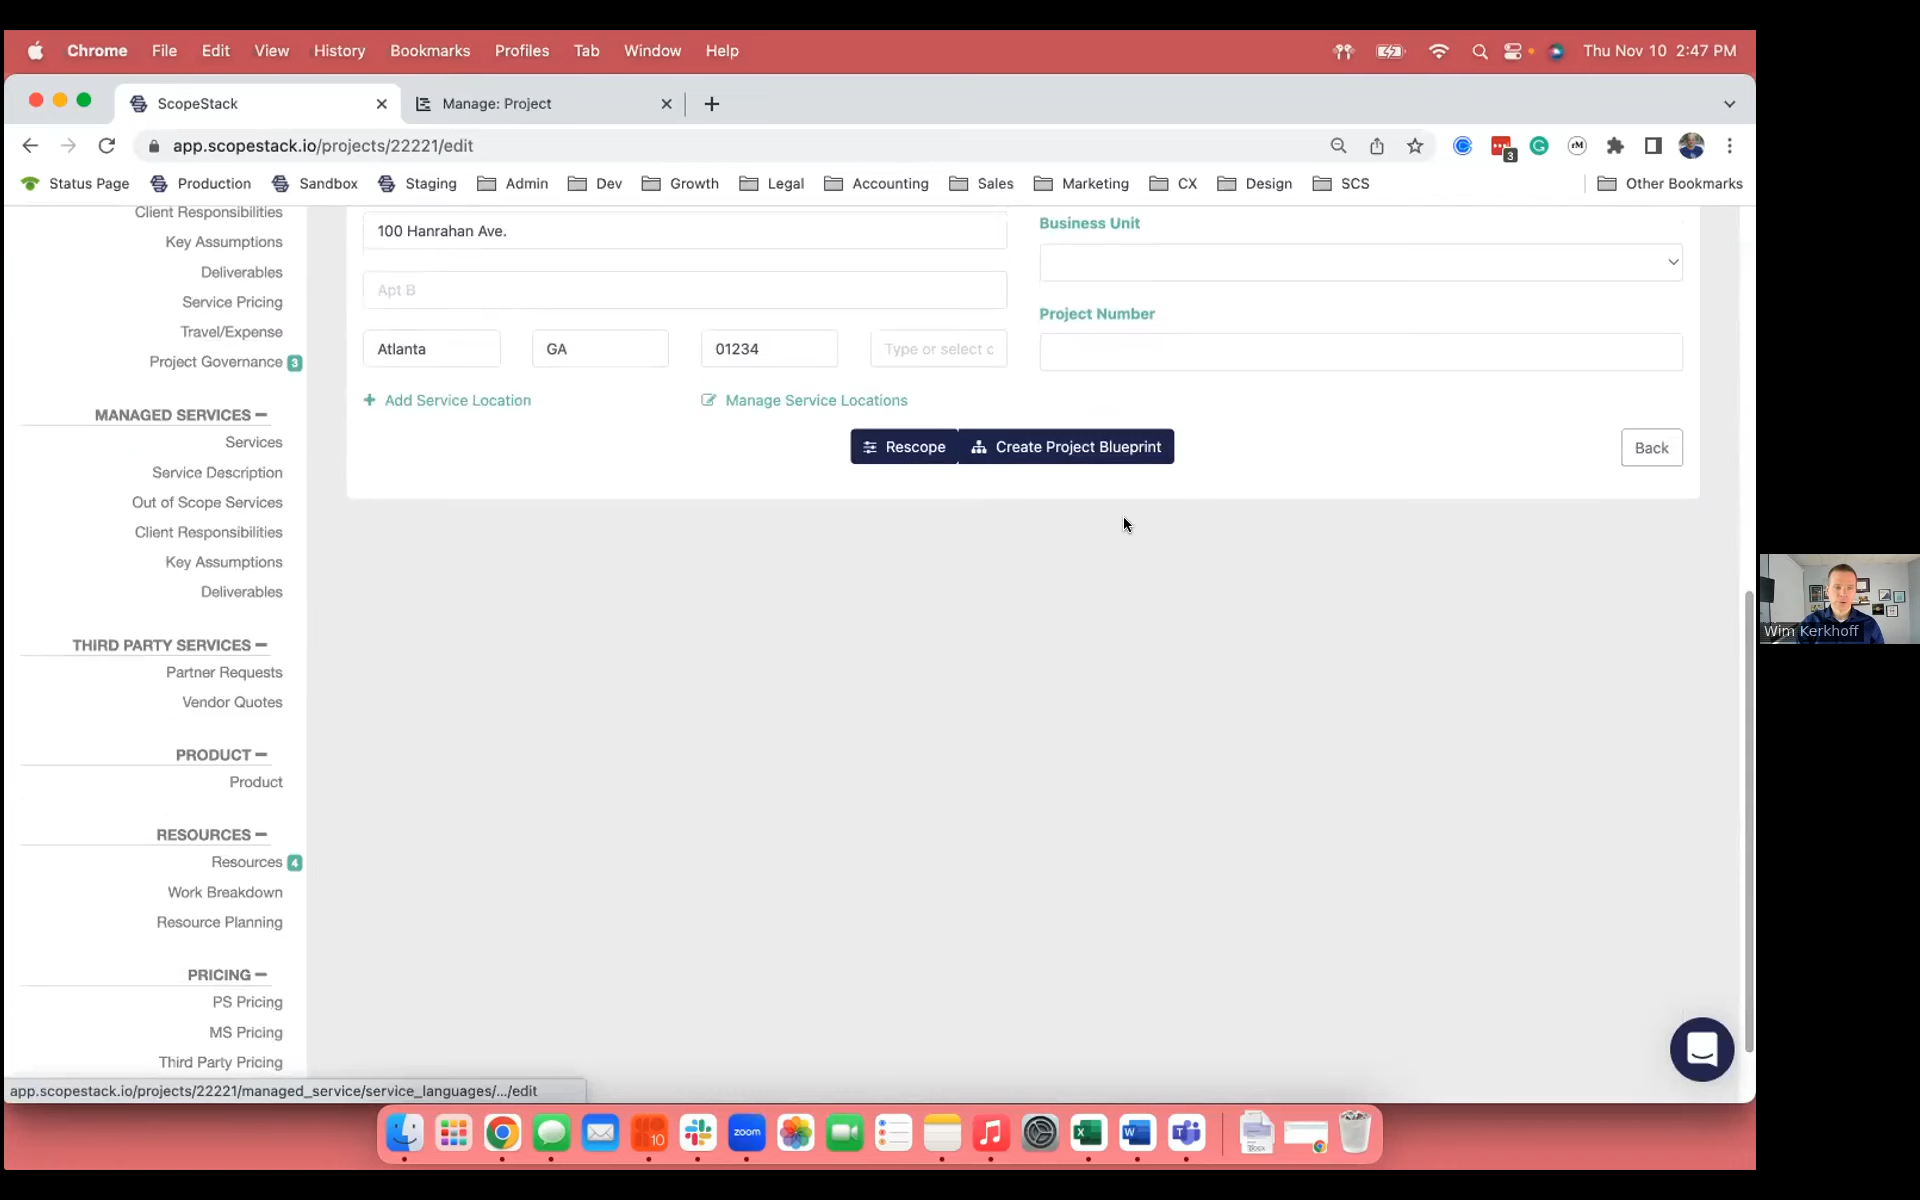 Chrome File Edit View History Bookmarks Profiles Tab Window Help Thu Nov 10 2:47 PM
ScopeStack Manage: Project
app.scopestack.io/projects/22221/edit
3
Status Page Production Sandbox Staging Admin Dev Growth Legal Accounting Sales Marketing CX Design SCS Other Bookmarks
Client Responsibilities
Key Assumptions
Deliverables
Service Pricing
Travel/Expense
Project Governance 3
MANAGED SERVICES
Services
Service Description
Out of Scope Services
Client Responsibilities
Key Assumptions
Deliverables
THIRD PARTY SERVICES
Partner Requests
Vendor Quotes
PRODUCT
Product
RESOURCES
Resources 4
Work Breakdown
Resource Planning
PRICING
PS Pricing
MS Pricing
Third Party Pricing
100 Hanrahan Ave.
Apt B
Atlanta GA 01234 Type or select c
Add Service Location Manage Service Locations
Business Unit
Project Number
Rescope Create Project Blueprint Back
app.scopestack.io/projects/22221/managed_service/service_languages/.../edit
Wim Kerkhoff
10 zoom